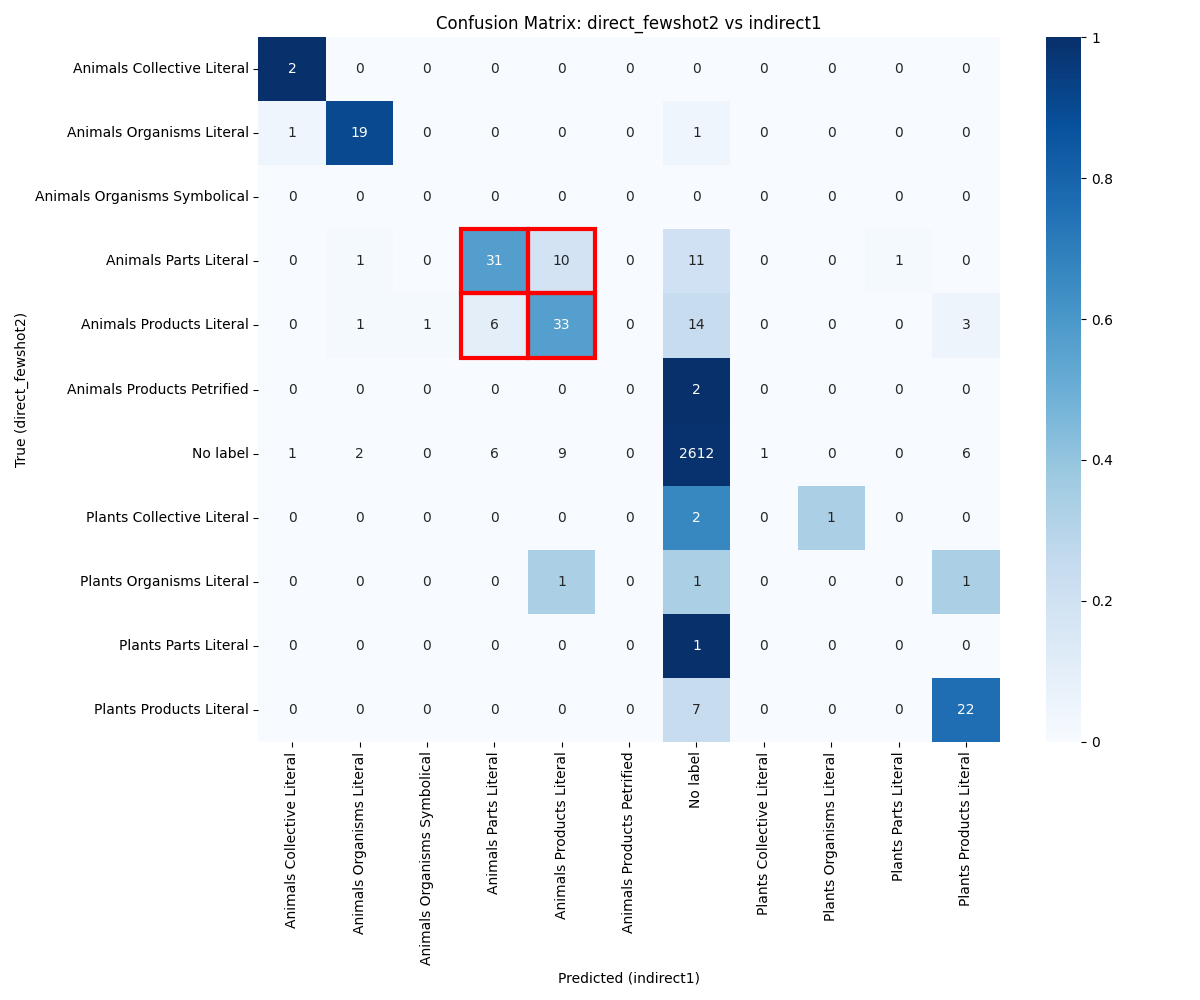 Confusion Matrix: direct_fewshot2 vs indirect1
Animals Collective Literal 2 0 0 0 0 0 0 0 0 0 0
Animals Organisms Literal 1 19 0 0 0 0 1 0 0 0 0
Animals Organisms Symbolical 0 0 0 0 0 0 0 0 0 0 0
Animals Parts Literal 0 1 0 31 10 0 11 0 0 1 0
Animals Products Literal 0 1 1 6 33 0 14 0 0 0 3
Animals Products Petrified 0 0 0 0 0 0 2 0 0 0 0
No label 1 2 0 6 9 0 2612 1 0 0 6
Plants Collective Literal 0 0 0 0 0 0 2 0 1 0 0
Plants Organisms Literal 0 0 0 0 1 0 1 0 0 0 1
Plants Parts Literal 0 0 0 0 0 0 1 0 0 0 0
Plants Products Literal 0 0 0 0 0 0 7 0 0 0 22
True (direct_fewshot2)
Animals Collective Literal
Animals Organisms Literal
Animals Organisms Symbolical
Animals Parts Literal
Animals Products Literal
Animals Products Petrified
No label
Plants Collective Literal
Plants Organisms Literal
Plants Parts Literal
Plants Products Literal
Predicted (indirect1)
1
0.8
0.6
0.4
0.2
0